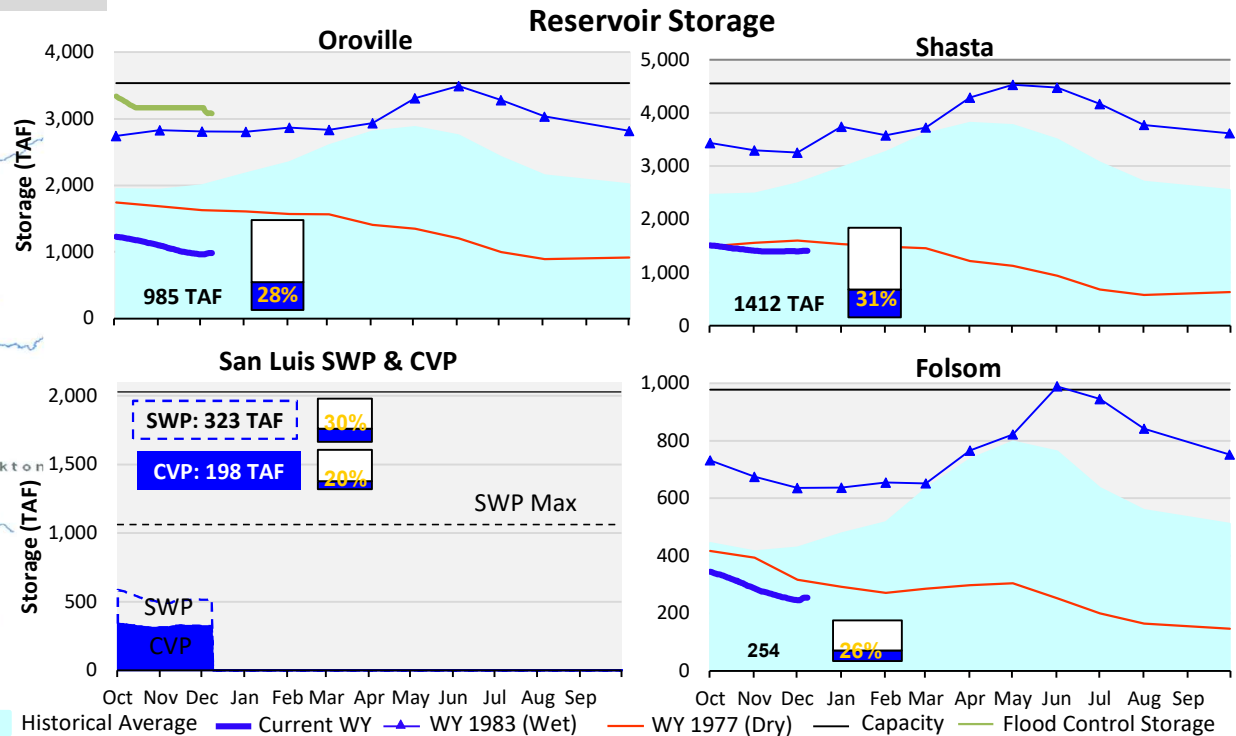 Reservoir Storage
Oroville
Storage (TAF)
4,000
3,000
2,000
1,000
0
985 TAF
28%
Shasta
5,000
4,000
3,000
2,000
1,000
0
1412 TAF
31%
San Luis SWP & CVP
Storage (TAF)
2,000
1,500
1,000
500
0
SWP: 323 TAF
30%
CVP: 198 TAF
20%
SWP Max
SWP
CVP
Oct Nov Dec Jan Feb Mar Apr May Jun Jul Aug Sep
Folsom
1,000
800
600
400
200
0
254
26%
Oct Nov Dec Jan Feb Mar Apr May Jun Jul Aug Sep
kton
Historical Average Current WY WY 1983 (Wet) WY 1977 (Dry) Capacity Flood Control Storage